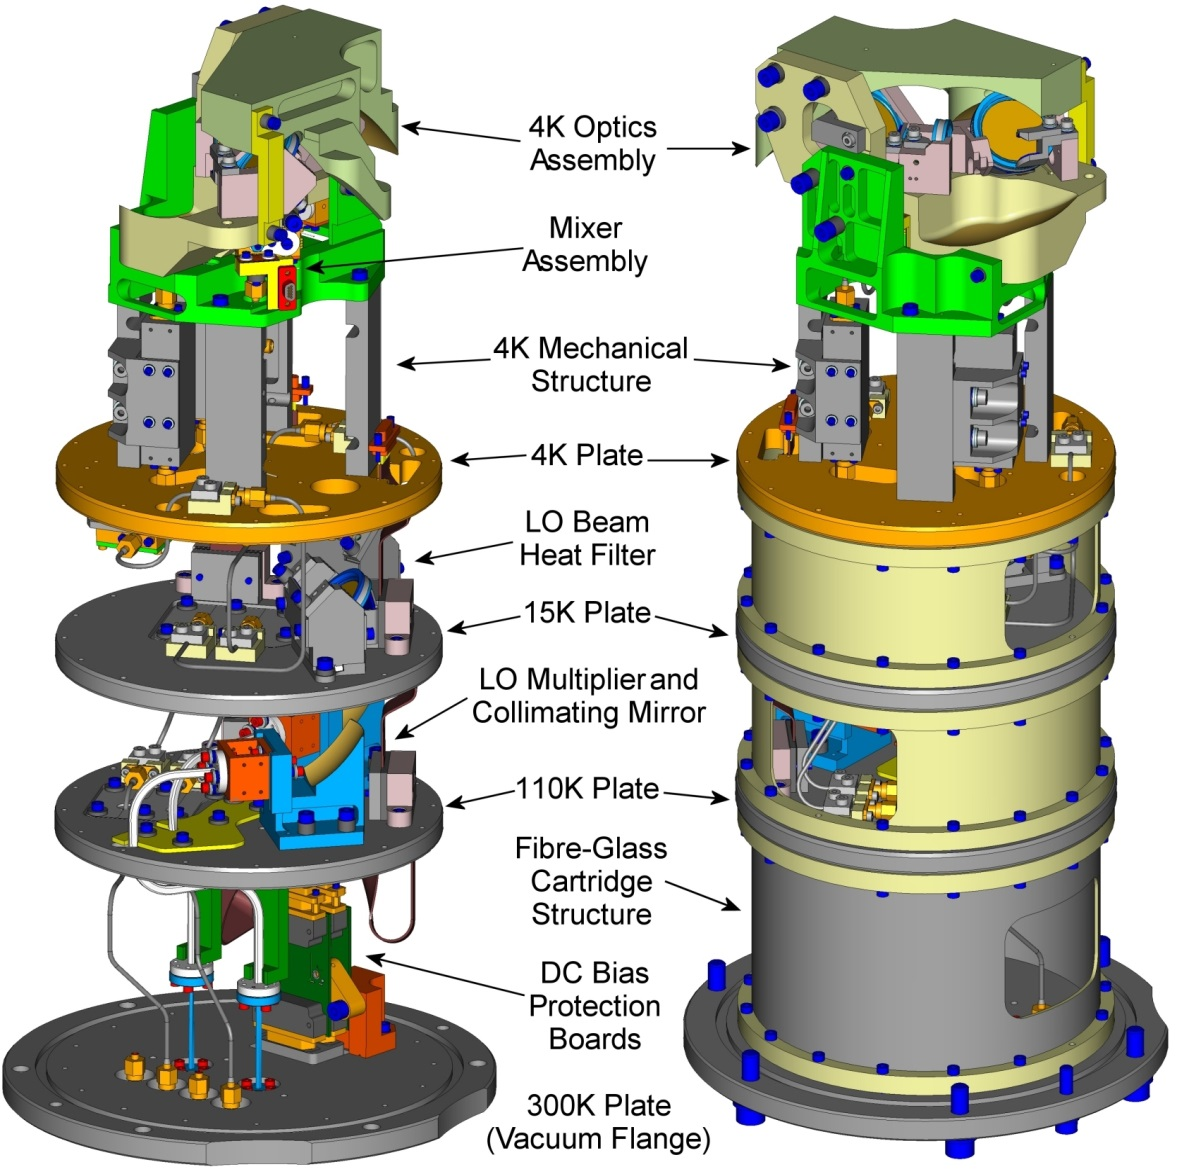 4K Optics
Assembly
Mixer
Assembly
4K Mechanical
Structure
4K Plate
LO Beam
Heat Filter
15K Plate
LO Multiplier and
Collimating Mirror
110K Plate
Fibre-Glass
Cartridge
Structure
DC Bias
Protection
Boards
300K Plate
(Vacuum Flange)